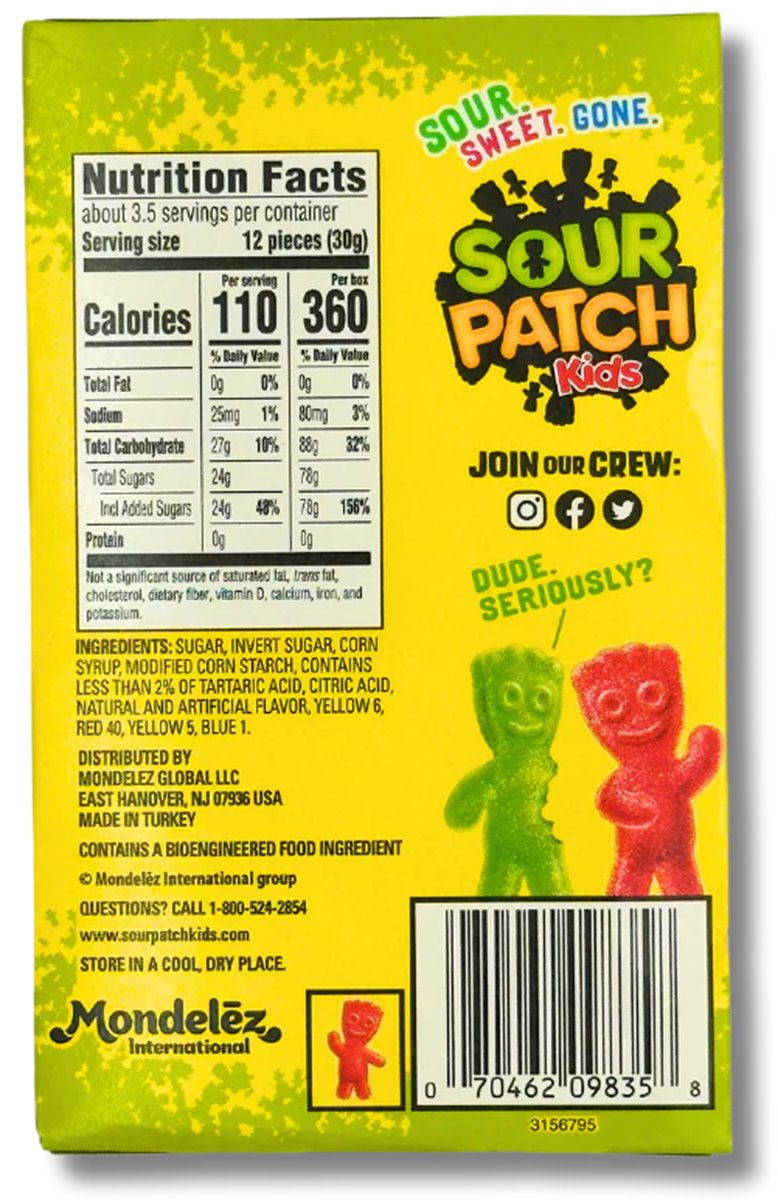 SOUR.
SWEET. GONE.
SOUR
PATCH
Kids
Nutrition Facts
about 3.5 servings per container
Serving size 12 pieces (30g)
Per serving Per box
Calories 110 360
% Daily Value % Daily Value
Total Fat 0g 0% 0g 0%
Sodium 25mg 1% 80mg 3%
Total Carbohydrate 27g 10% 88g 32%
Total Sugars 24g 78g
Incl Added Sugars 24g 48% 78g 156%
Protein 0g 0g
Not a significant source of saturated fat, trans fat,
cholesterol, dietary fiber, vitamin D, calcium, iron, and
potassium.
INGREDIENTS: SUGAR, INVERT SUGAR, CORN
SYRUP, MODIFIED CORN STARCH, CONTAINS
LESS THAN 2% OF TARTARIC ACID, CITRIC ACID,
NATURAL AND ARTIFICIAL FLAVOR, YELLOW 6,
RED 40, YELLOW 5, BLUE 1.
DISTRIBUTED BY
MONDELEZ GLOBAL LLC
EAST HANOVER, NJ 07936 USA
MADE IN TURKEY
CONTAINS A BIOENGINEERED FOOD INGREDIENT
© Mondelēz International group
QUESTIONS? CALL 1-800-524-2854
www.sourpatchkids.com
STORE IN A COOL, DRY PLACE.
Mondelēz
International
JOIN OUR CREW:
DUDE.
SERIOUSLY?
0 70462 09835 8
3156795